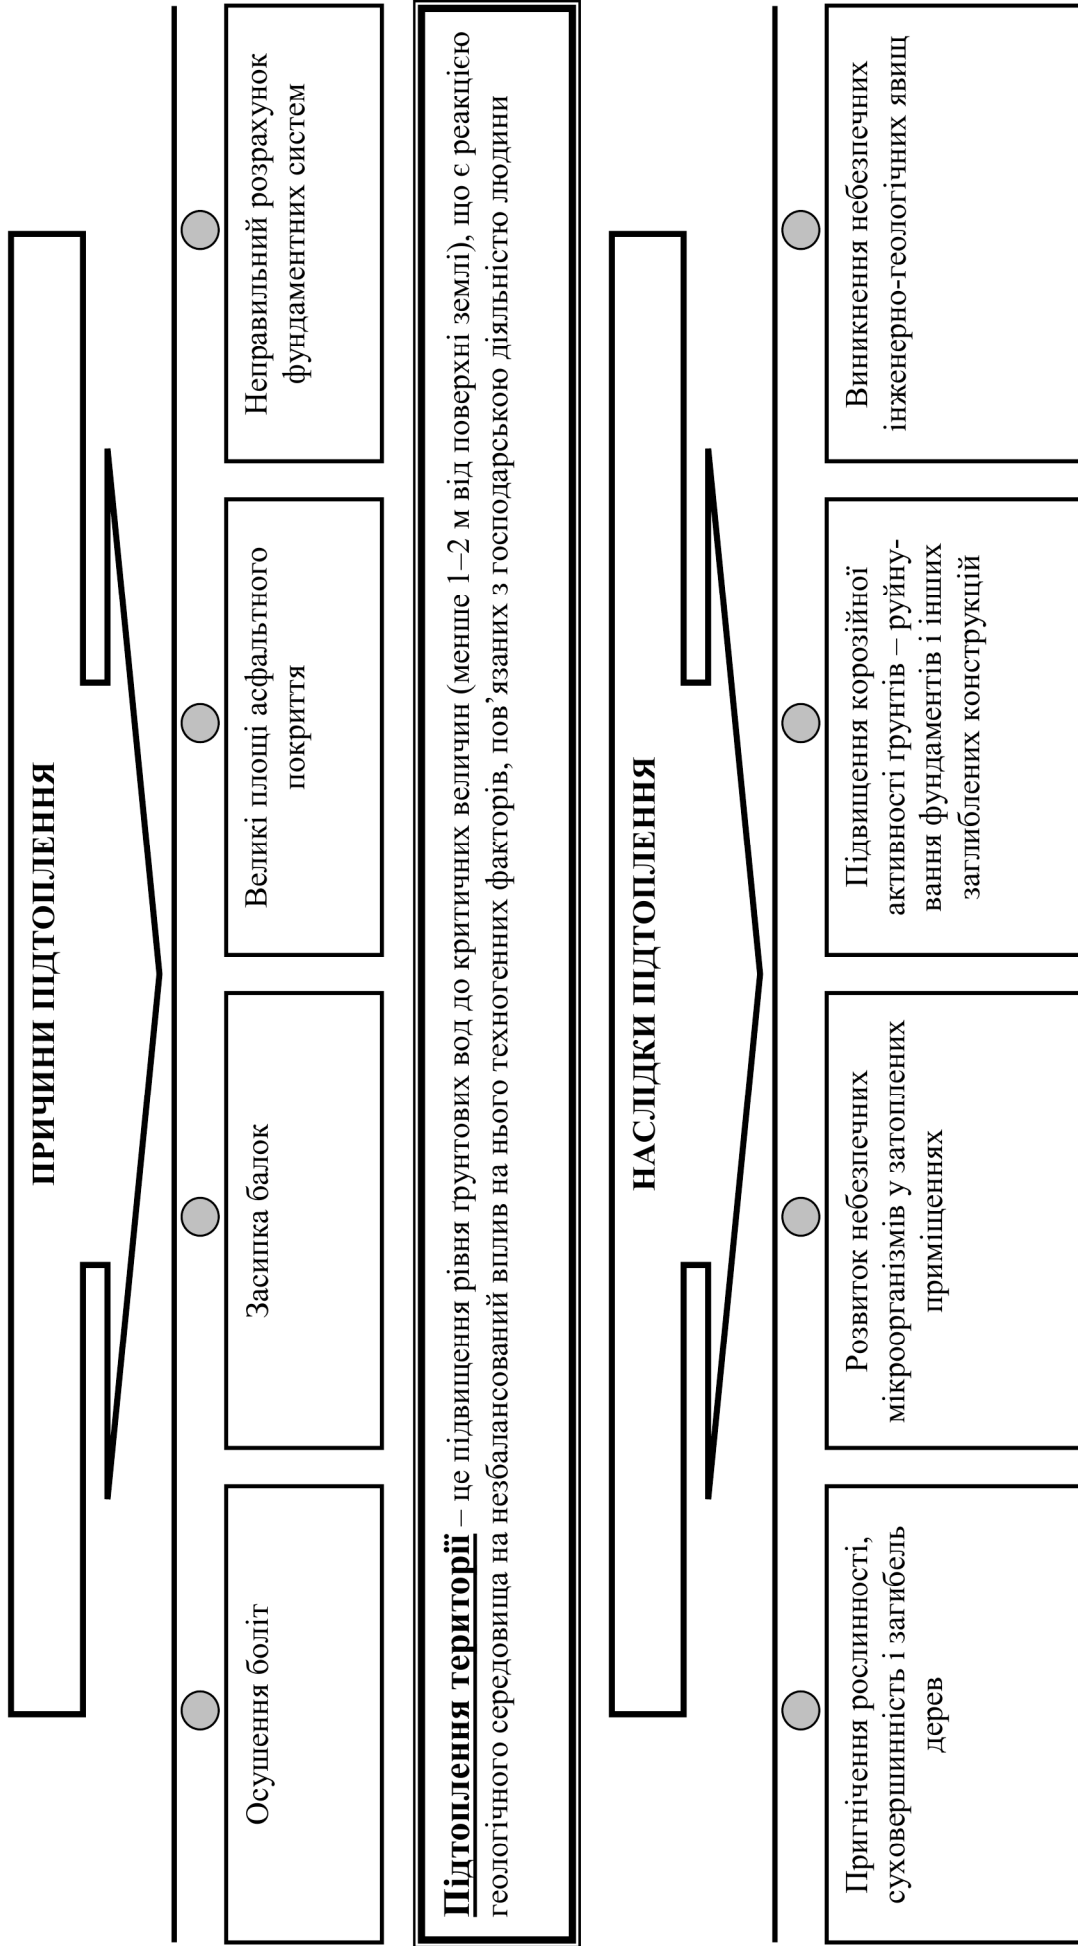 ПРИЧИНИ ПІДТОПЛЕННЯ
Осушення боліт
Засипка балок
Великі площі асфальтного
покриття
Неправильний розрахунок
фундаментних систем
Підтоплення території – це підвищення рівня ґрунтових вод до критичних величин (менше 1–2 м від поверхні землі), що є реакцією
геологічного середовища на незбалансований вплив на нього техногенних факторів, пов’язаних з господарською діяльністю людини
НАСЛІДКИ ПІДТОПЛЕННЯ
Пригнічення рослинності,
суховершинність і загибель
дерев
Розвиток небезпечних
мікроорганізмів у затоплених
приміщеннях
Підвищення корозійної
активності ґрунтів – руйну-
вання фундаментів і інших
заглиблених конструкцій
Виникнення небезпечних
інженерно-геологічних явищ